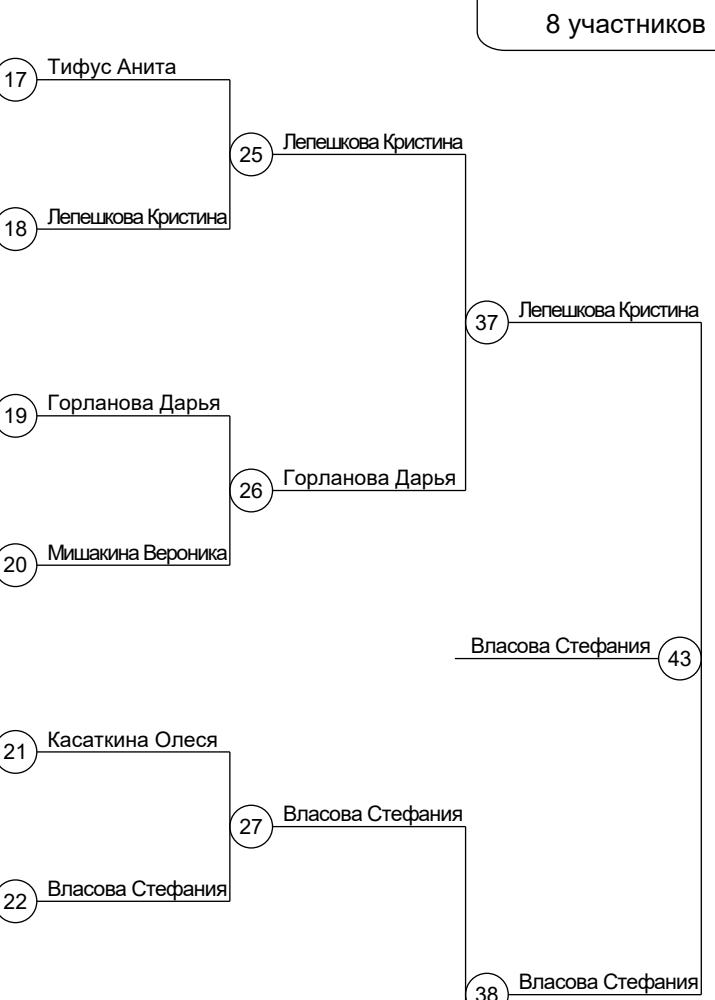 8 участников
17 Тифус Анита
25 Лепешкова Кристина
18 Лепешкова Кристина
37 Лепешкова Кристина
19 Горланова Дарья
26 Горланова Дарья
20 Мишакина Вероника
Власова Стефания 43
21 Касаткина Олеся
27 Власова Стефания
22 Власова Стефания
38 Власова Стефания